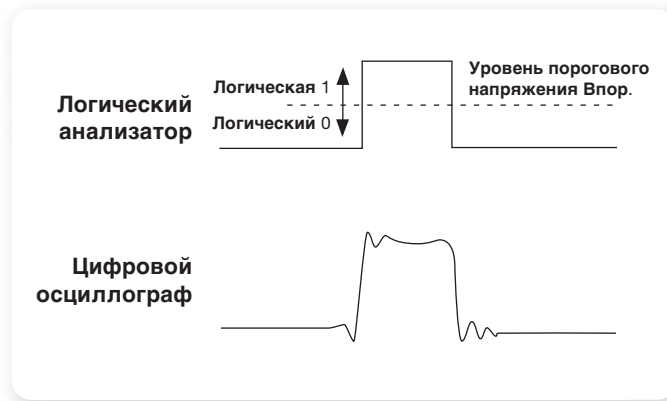 Логический
анализатор
Логическая 1
Логический 0
Уровень порогового
напряжения Впор.
Цифровой
осциллограф